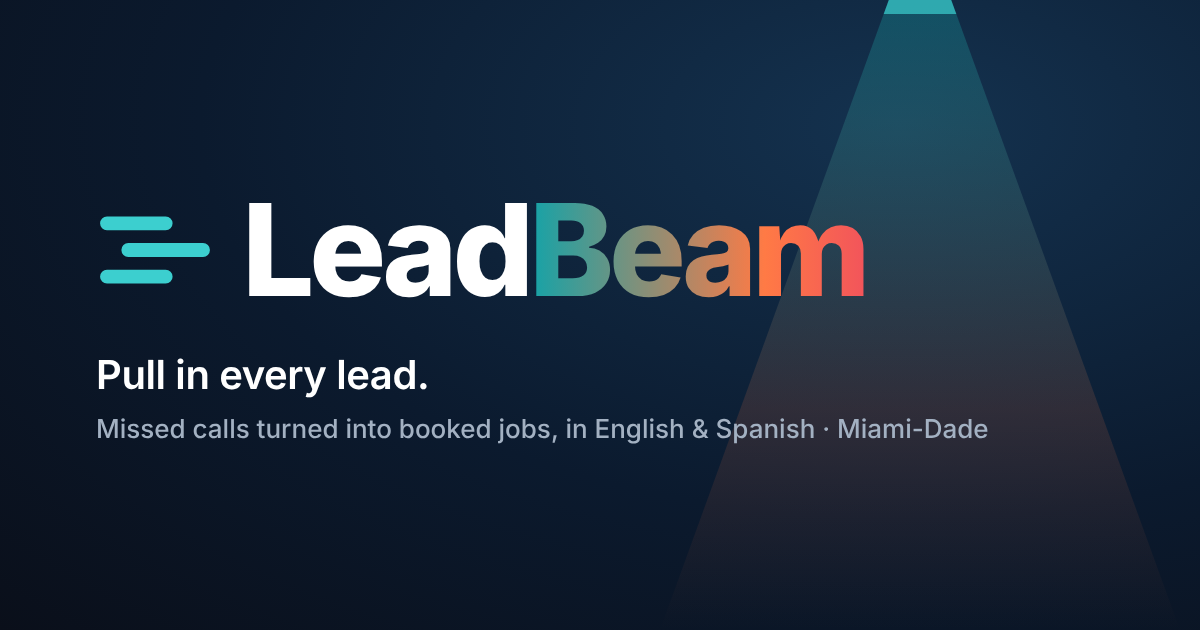 LeadBeam
Pull in every lead.
Missed calls turned into booked jobs, in English & Spanish · Miami-Dade